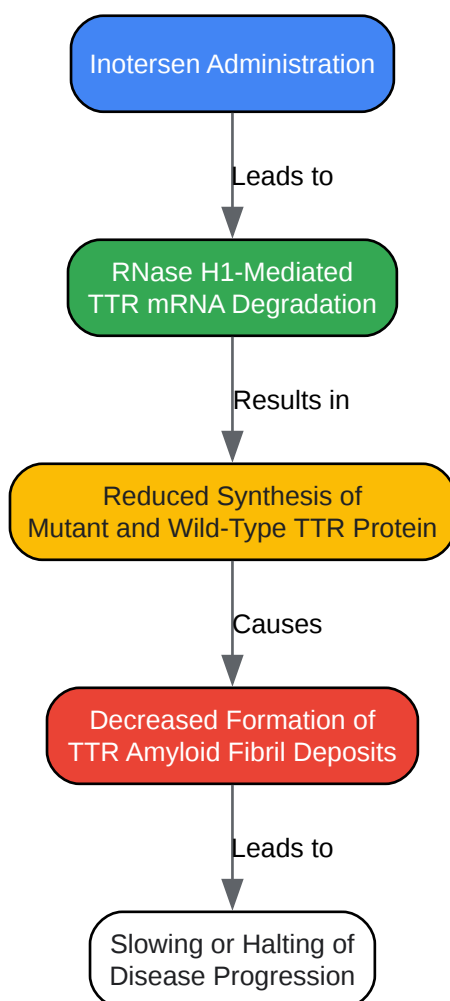 Inotersen Administration
Leads to
RNase H1-Mediated
TTR mRNA Degradation
Results in
Reduced Synthesis of
Mutant and Wild-Type TTR Protein
Causes
Decreased Formation of
TTR Amyloid Fibril Deposits
Leads to
Slowing or Halting of
Disease Progression